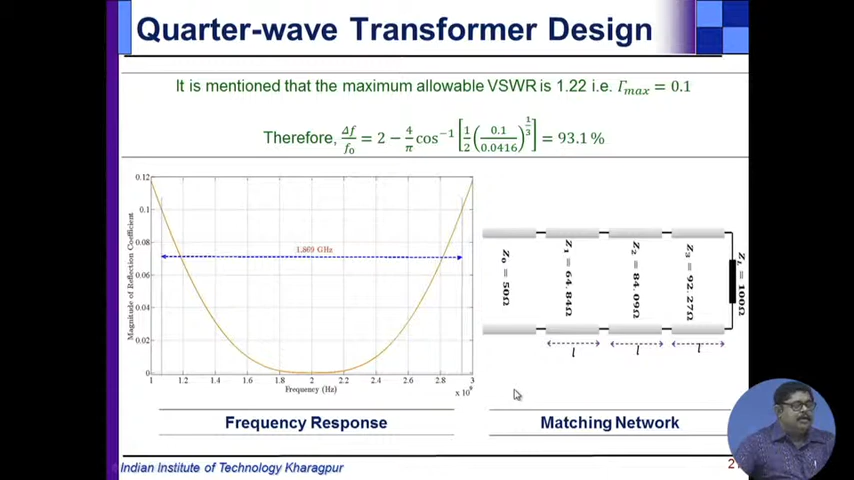 Quarter-wave Transformer Design
It is mentioned that the maximum allowable VSWR is 1.22 i.e. Γmax = 0.1
Therefore, Δf/f₀ = 2 − 4/π cos⁻¹ [1/2 (0.1/0.0416)^(1/3)] = 93.1 %
0.12
0.1
0.08
0.06
0.04
0.02
0
Magnitude of Reflection Coefficient
1.869 GHz
1 1.2 1.4 1.6 1.8 2 2.2 2.4 2.6 2.8 3
Frequency (Hz)
x 10⁹
Z₀ = 50Ω
Z₁ = 64.84Ω
Z₂ = 84.09Ω
Z₃ = 92.27Ω
Z_L = 100Ω
l l l
Frequency Response
Matching Network
Indian Institute of Technology Kharagpur